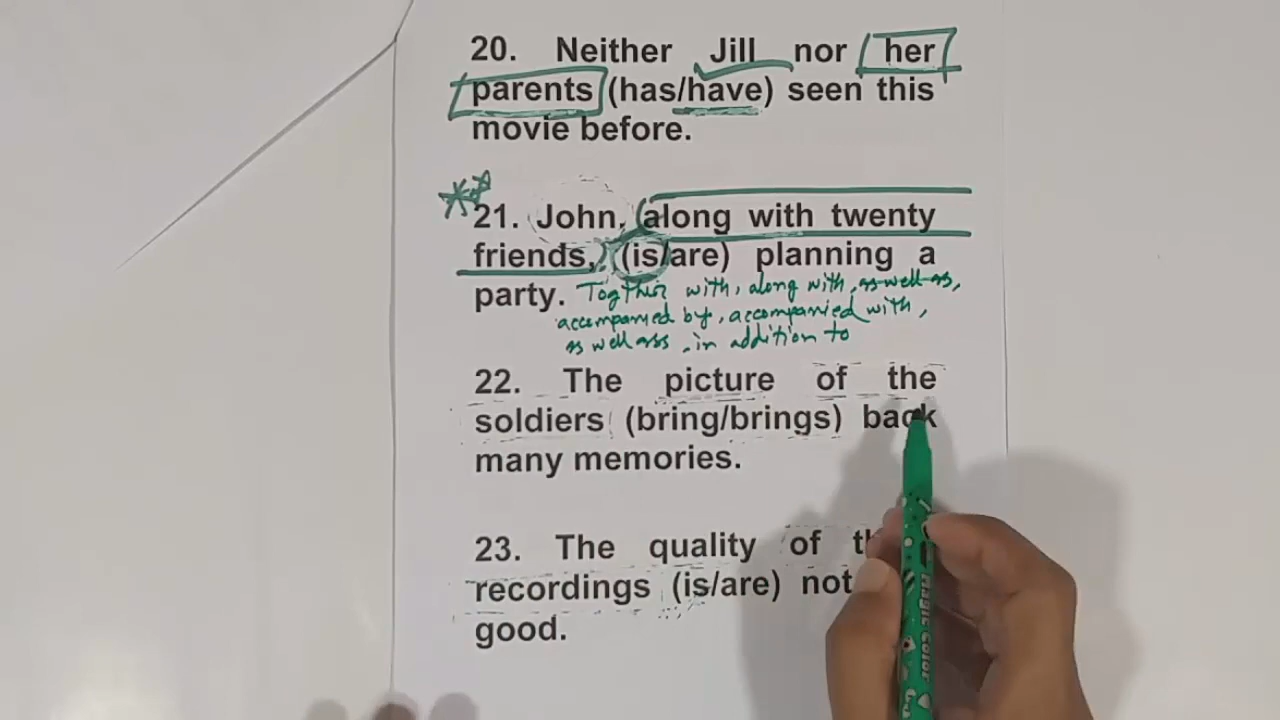 20. Neither Jill nor her
parents (has/have) seen this
movie before.
21. John, (along with twenty
friends,) (is/are) planning a
party. Together with, along with, as well as,
accompanied by, accompanied with,
as well ass, in addition to
22. The picture of the
soldiers (bring/brings) back
many memories.
23. The quality of
recordings (is/are) not
good.
Magic Color